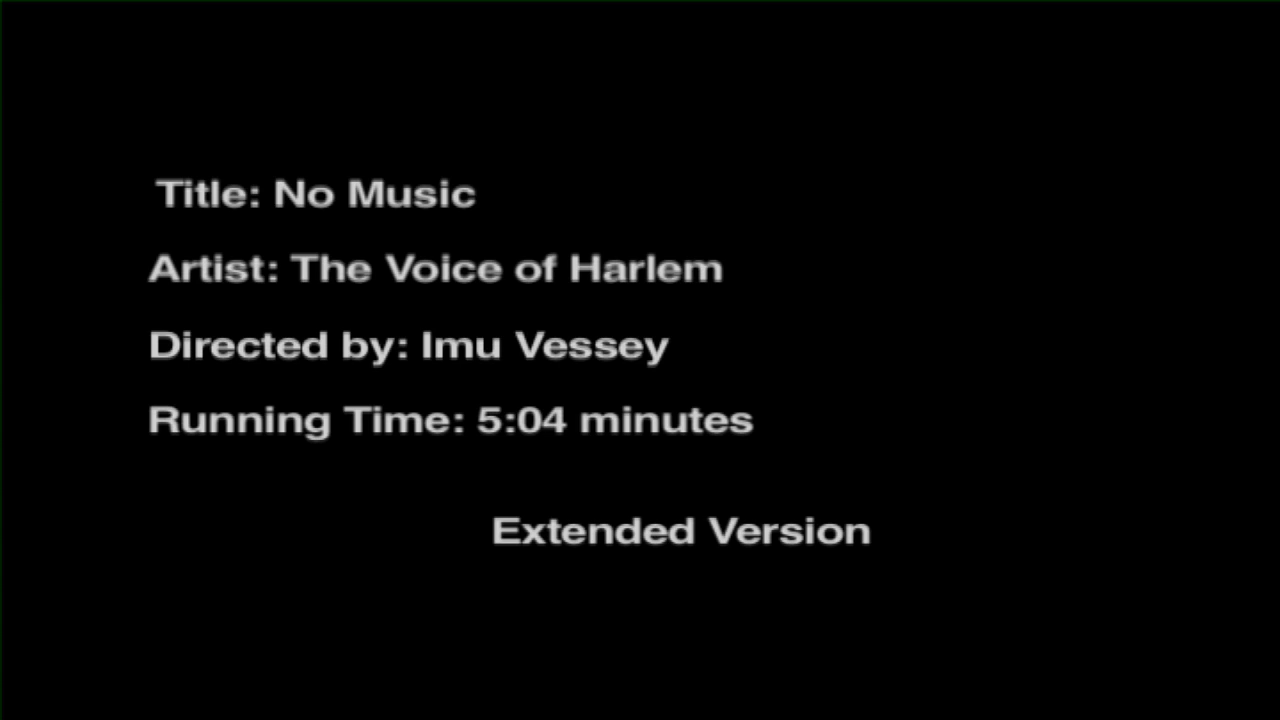 Title: No Music
Artist: The Voice of Harlem
Directed by: Imu Vessey
Running Time: 5:04 minutes
Extended Version